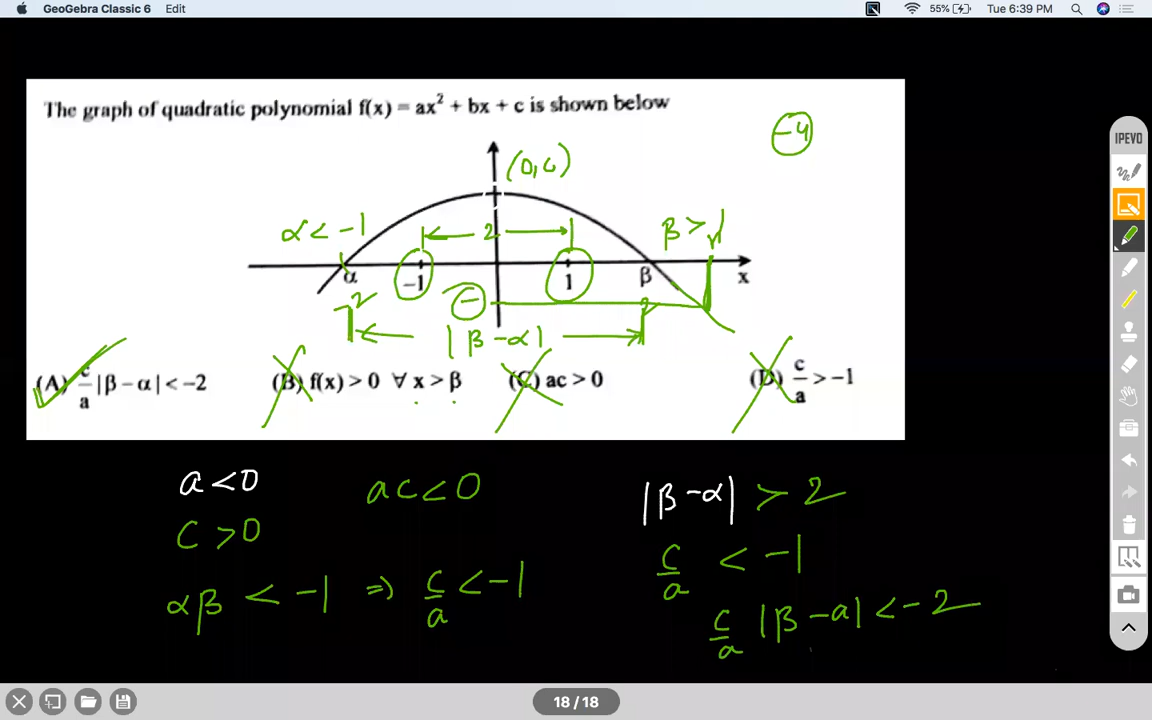 GeoGebra Classic 6 Edit 55% Tue 6:39 PM
The graph of quadratic polynomial f(x) = ax² + bx + c is shown below
-4
(0, c)
α < -1
2
β > 1
α -1 1 β x
-2 - 2
|β - α|
(A) c/a |β − α| < −2 (B) f(x) > 0 ∀ x > β (C) ac > 0 (D) c/a > −1
a < 0 ac < 0 |β - α| > 2
c > 0 c/a < -1
αβ < -1 ⇒ c/a < -1
c/a |β - α| < -2
IPEVO
18 / 18